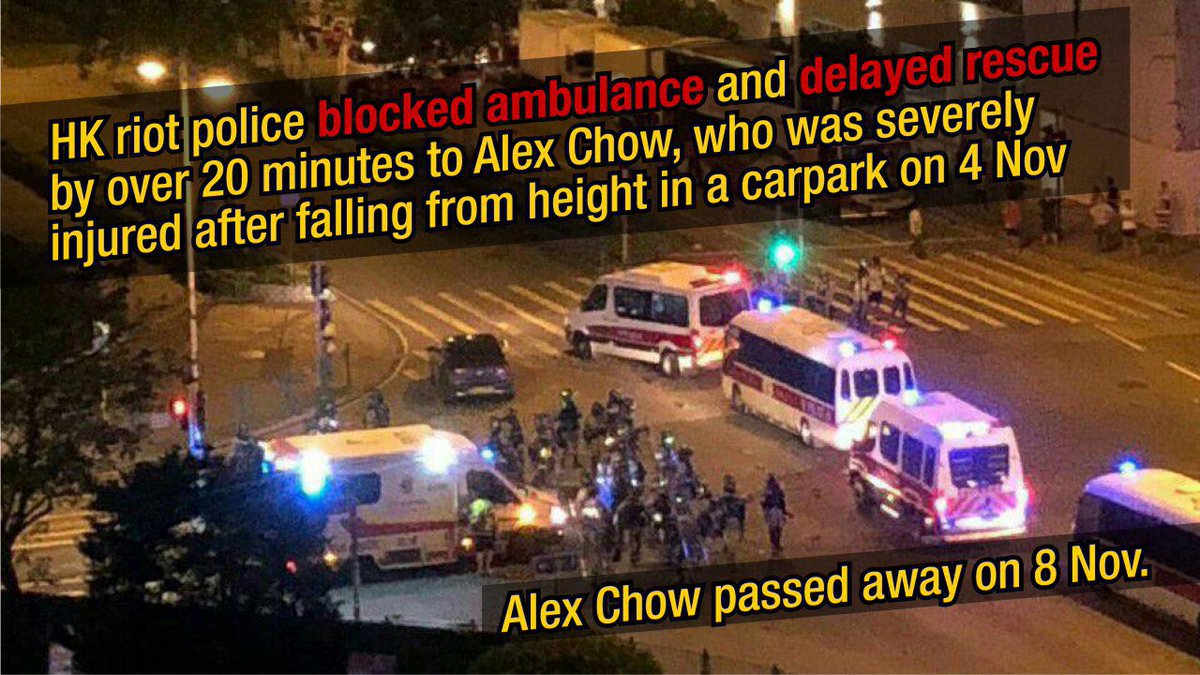 HK riot police blocked ambulance and delayed rescue
by over 20 minutes to Alex Chow, who was severely
injured after falling from height in a carpark on 4 Nov
Alex Chow passed away on 8 Nov.